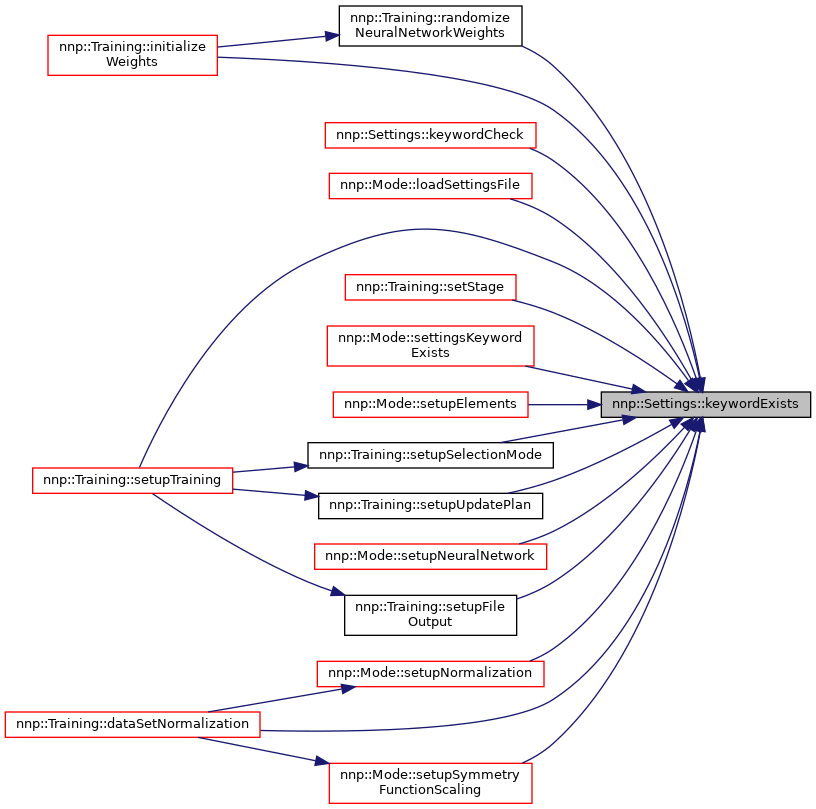 nnp::Training::randomize
NeuralNetworkWeights
nnp::Training::initialize
Weights
nnp::Settings::keywordCheck
nnp::Mode::loadSettingsFile
nnp::Training::setStage
nnp::Mode::settingsKeyword
Exists
nnp::Mode::setupElements
nnp::Settings::keywordExists
nnp::Training::setupSelectionMode
nnp::Training::setupTraining
nnp::Training::setupUpdatePlan
nnp::Mode::setupNeuralNetwork
nnp::Training::setupFile
Output
nnp::Mode::setupNormalization
nnp::Training::dataSetNormalization
nnp::Mode::setupSymmetry
FunctionScaling